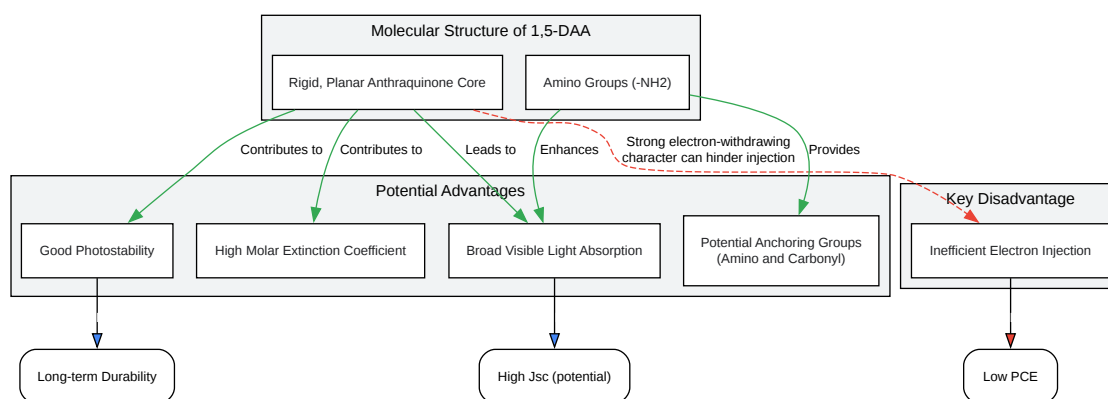 Molecular Structure of 1,5-DAA
Rigid, Planar Anthraquinone Core
Amino Groups (-NH2)
Contributes to
Contributes to
Leads to
Enhances
Strong electron-withdrawing
character can hinder injection
Provides
Potential Advantages
Key Disadvantage
Good Photostability
High Molar Extinction Coefficient
Broad Visible Light Absorption
Potential Anchoring Groups
(Amino and Carbonyl)
Inefficient Electron Injection
Long-term Durability
High Jsc (potential)
Low PCE